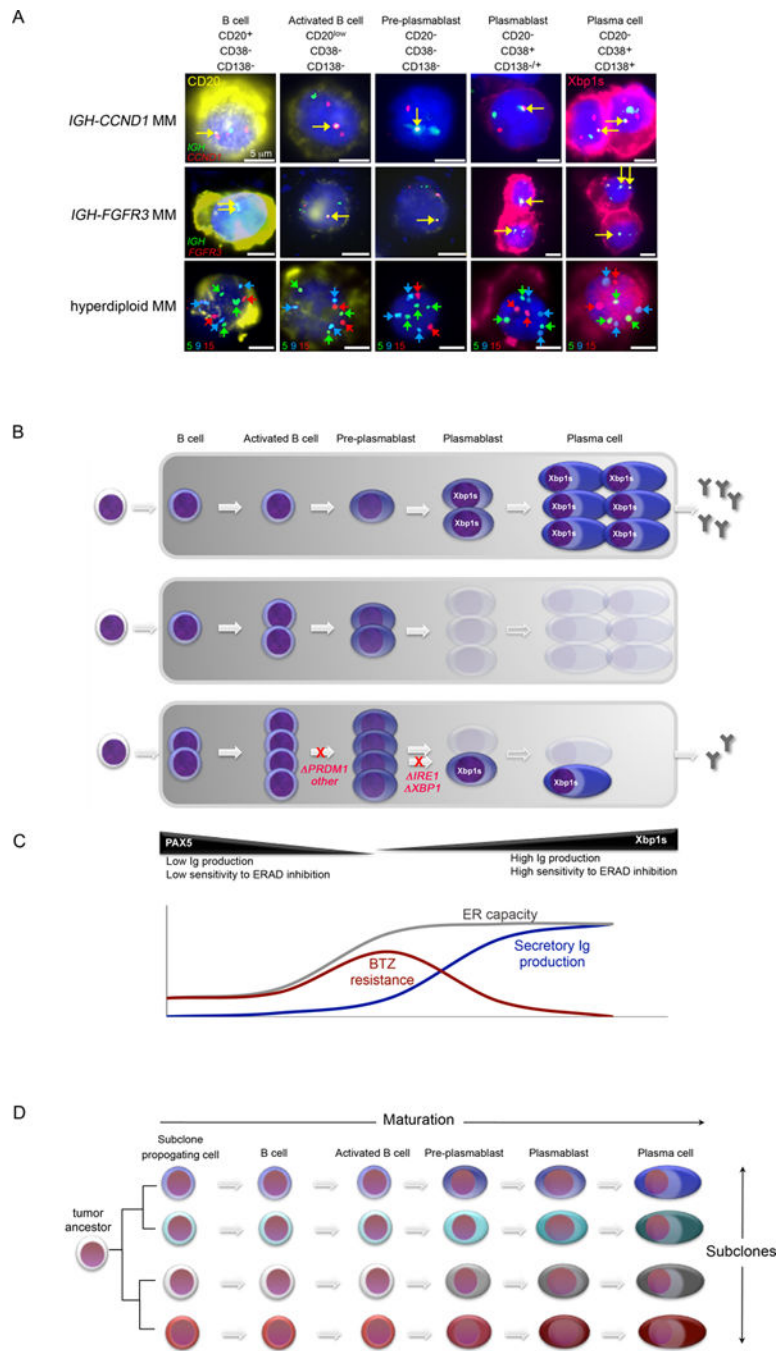 A
B cell
CD20+
CD38-
CD138-
Activated B cell
CD20low
CD38-
CD138-
Pre-plasmablast
CD20-
CD38-
CD138-
Plasmablast
CD20-
CD38+
CD138-/+
Plasma cell
CD20-
CD38+
CD138+
IGH-CCND1 MM
CD20
IGH
CCND1
5 µm
Xbp1s
IGH-FGFR3 MM
IGH
FGFR3
hyperdiploid MM
5 9 15
5 9 15
5 9 15
5 9 15
5 9 15
B
B cell
Activated B cell
Pre-plasmablast
Plasmablast
Plasma cell
Xbp1s
Xbp1s
Xbp1s
Xbp1s
Xbp1s
Xbp1s
Xbp1s
Xbp1s
X
ΔPRDM1
other
X
ΔIRE1
ΔXBP1
Xbp1s
Xbp1s
C
PAX5
Xbp1s
Low Ig production
Low sensitivity to ERAD inhibition
High Ig production
High sensitivity to ERAD inhibition
ER capacity
BTZ
resistance
Secretory Ig
production
D
Maturation
Subclone
propogating cell
B cell
Activated B cell
Pre-plasmablast
Plasmablast
Plasma cell
tumor
ancestor
Subclones